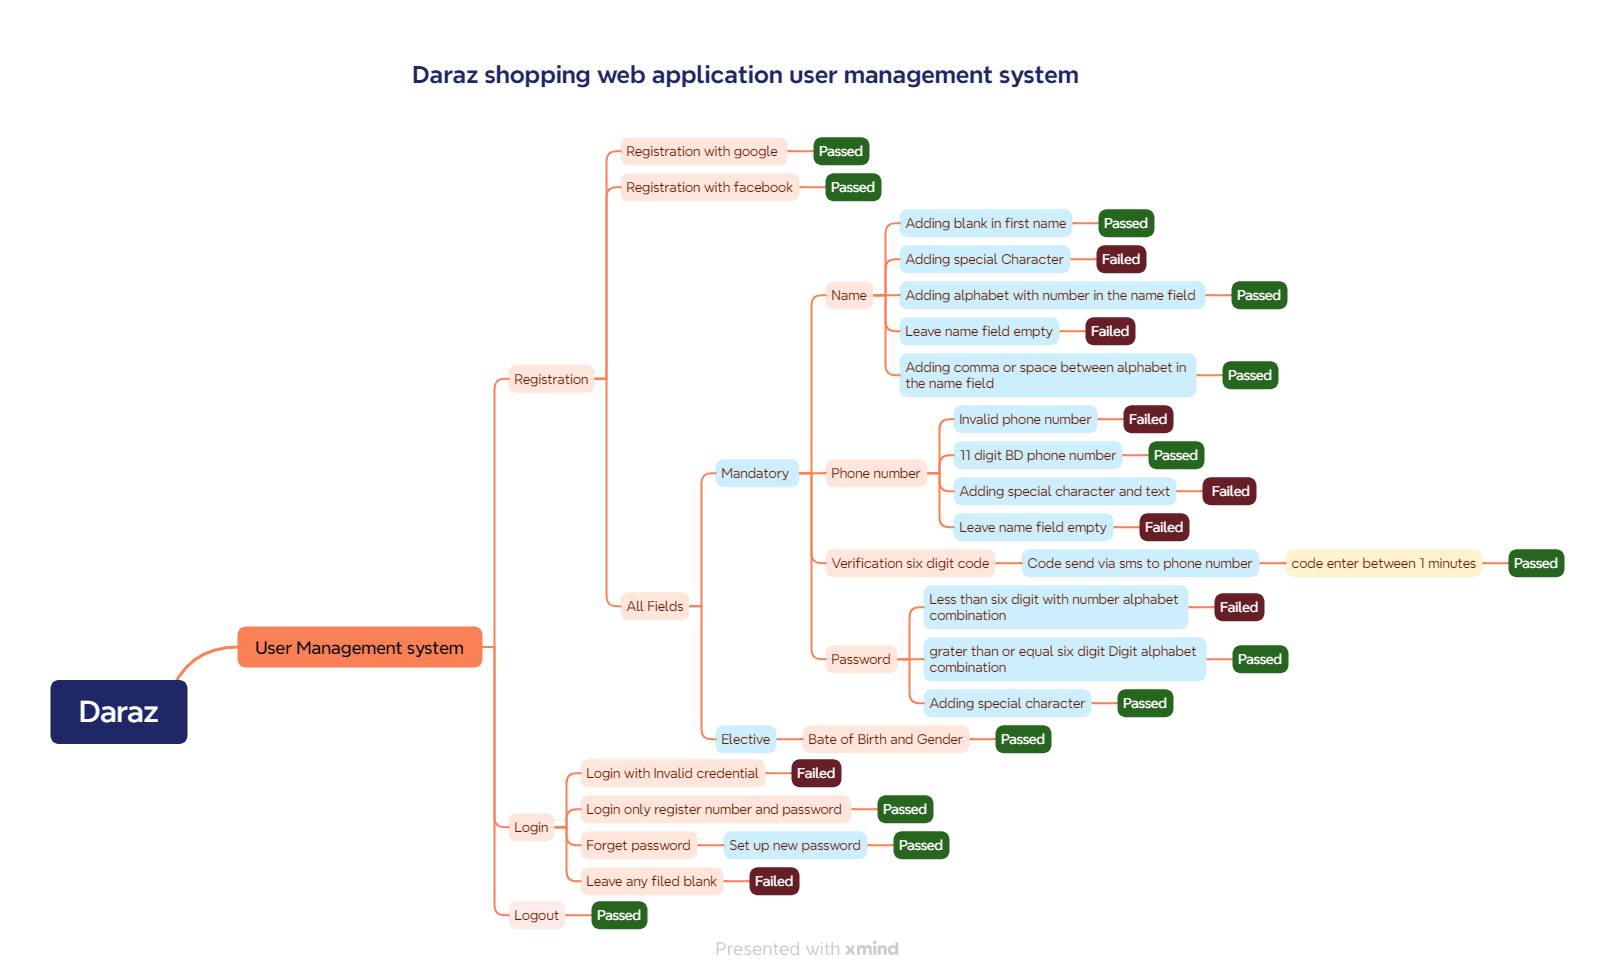 Daraz shopping web application user management system
Registration with google
Passed
Registration with facebook
Passed
Adding blank in first name
Passed
Adding special Character
Failed
Name
Adding alphabet with number in the name field
Passed
Leave name field empty
Failed
Adding comma or space between alphabet in
the name field
Passed
Registration
Invalid phone number
Failed
11 digit BD phone number
Passed
Mandatory
Phone number
Adding special character and text
Failed
Leave name field empty
Failed
Verification six digit code
Code send via sms to phone number
code enter between 1 minutes
Passed
All Fields
Less than six digit with number alphabet
combination
Failed
Password
grater than or equal six digit Digit alphabet
combination
Passed
Adding special character
Passed
User Management system
Daraz
Elective
Bate of Birth and Gender
Passed
Login with Invalid credential
Failed
Login only register number and password
Passed
Login
Forget password
Set up new password
Passed
Leave any filed blank
Failed
Logout
Passed
Presented with xmind